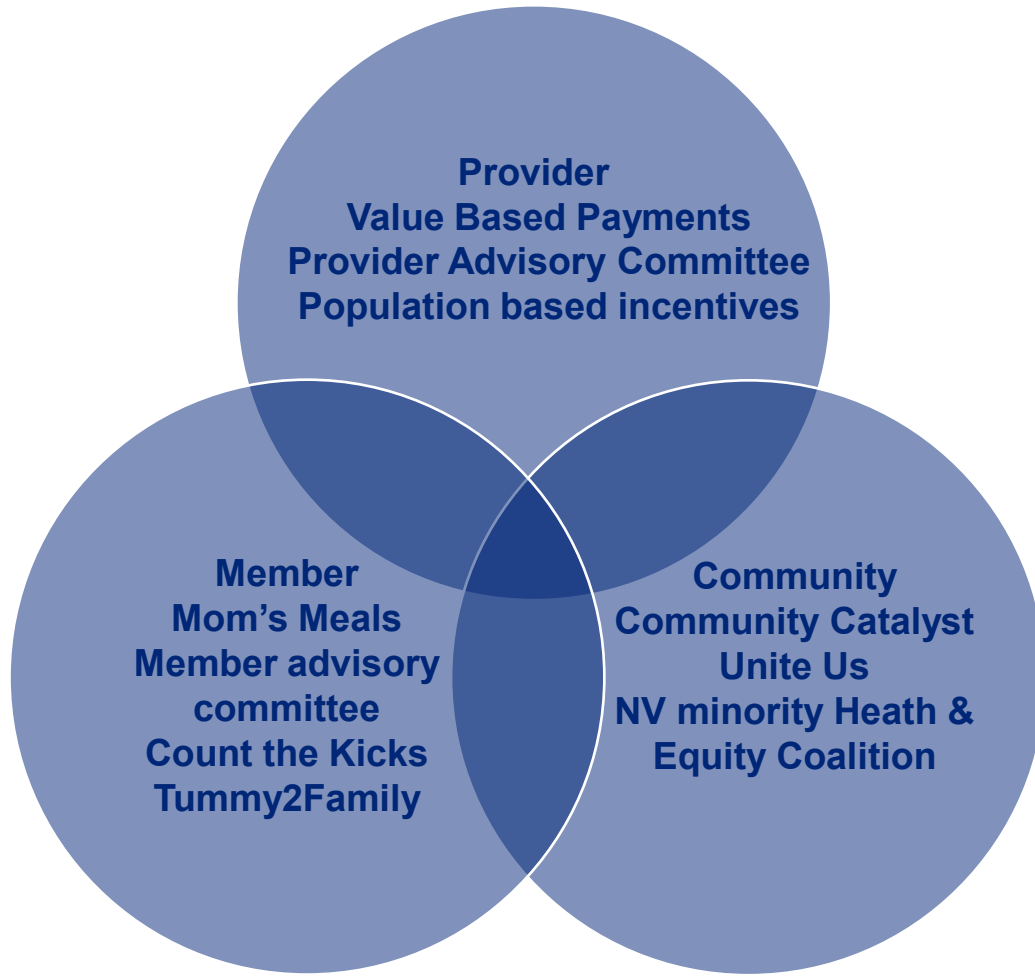 Provider
Value Based Payments
Provider Advisory Committee
Population based incentives
Member
Mom’s Meals
Member advisory
committee
Count the Kicks
Tummy2Family
Community
Community Catalyst
Unite Us
NV minority Heath &
Equity Coalition